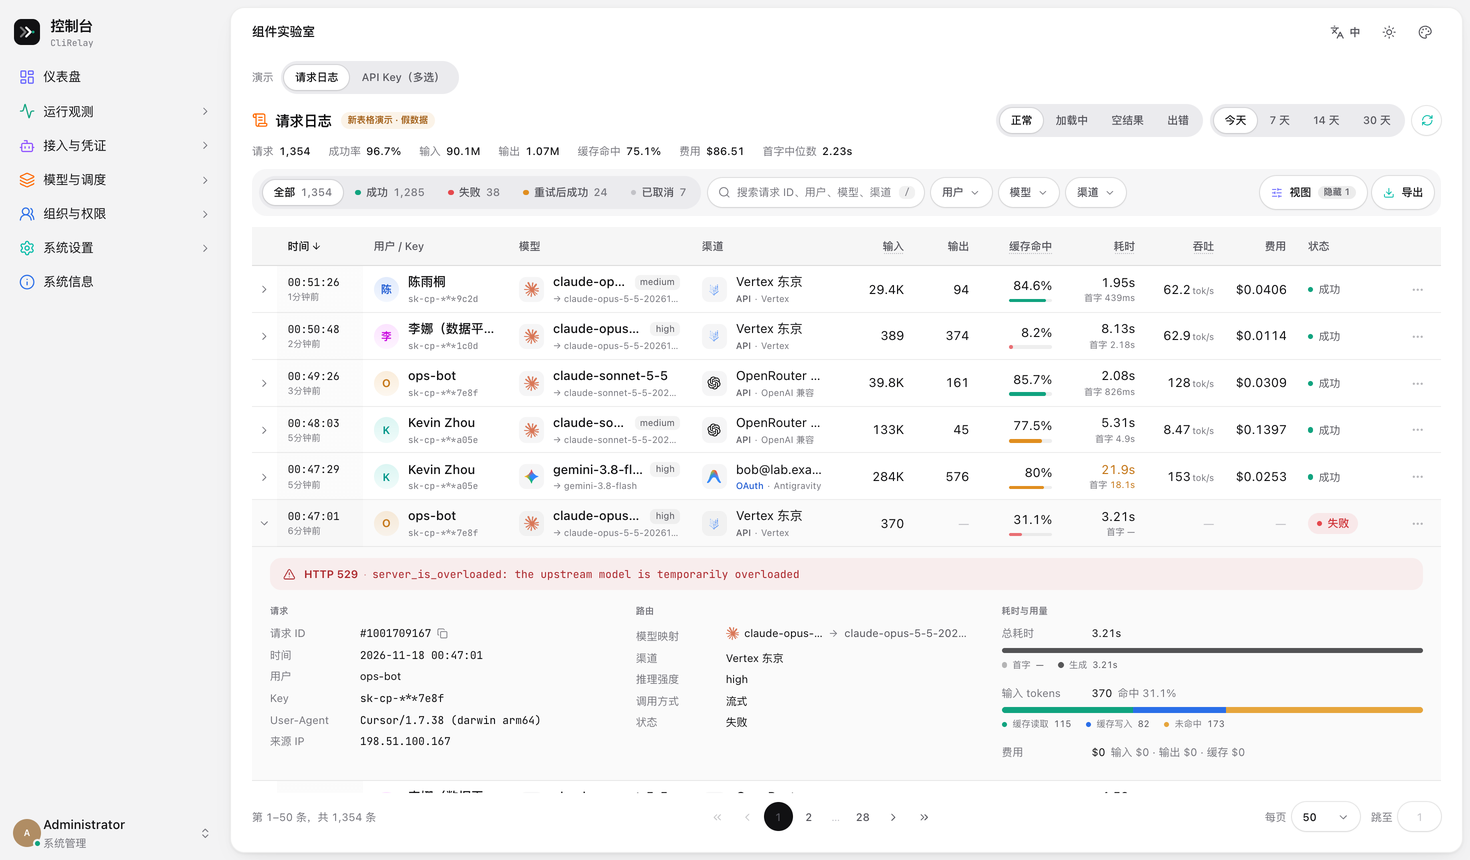 控制台
CliRelay
仪表盘
运行观测
接入与凭证
模型与调度
组织与权限
系统设置
系统信息
A
Administrator
系统管理
组件实验室
中
演示 请求日志 API Key（多选）
请求日志 新表格演示 · 假数据
正常 加载中 空结果 出错
今天 7 天 14 天 30 天
请求 1,354 成功率 96.7% 输入 90.1M 输出 1.07M 缓存命中 75.1% 费用 $86.51 首字中位数 2.23s
全部 1,354 成功 1,285 失败 38 重试后成功 24 已取消 7
搜索请求 ID、用户、模型、渠道 /
用户 模型 渠道
视图 隐藏 1 导出
时间 ↓ 用户 / Key 模型 渠道 输入 输出 缓存命中 耗时 吞吐 费用 状态
00:51:26 陈 陈雨桐 claude-op... medium Vertex 东京 29.4K 94 84.6% 1.95s 62.2 tok/s $0.0406 成功 ···
1分钟前 sk-cp-***9c2d → claude-opus-5-5-20261... API · Vertex 首字 439ms
00:50:48 李 李娜（数据平... claude-opus... high Vertex 东京 389 374 8.2% 8.13s 62.9 tok/s $0.0114 成功 ···
2分钟前 sk-cp-***1c0d → claude-opus-5-5-20261... API · Vertex 首字 2.18s
00:49:26 O ops-bot claude-sonnet-5-5 OpenRouter ... 39.8K 161 85.7% 2.08s 128 tok/s $0.0309 成功 ···
3分钟前 sk-cp-***7e8f → claude-sonnet-5-5-202... API · OpenAI 兼容 首字 826ms
00:48:03 K Kevin Zhou claude-so... medium OpenRouter ... 133K 45 77.5% 5.31s 8.47 tok/s $0.1397 成功 ···
5分钟前 sk-cp-***a05e → claude-sonnet-5-5-202... API · OpenAI 兼容 首字 4.9s
00:47:29 K Kevin Zhou gemini-3.8-fl... high bob@lab.exa... 284K 576 80% 21.9s 153 tok/s $0.0253 成功 ···
5分钟前 sk-cp-***a05e → gemini-3.8-flash OAuth · Antigravity 首字 18.1s
00:47:01 O ops-bot claude-opus... high Vertex 东京 370 — 31.1% 3.21s — — 失败 ···
6分钟前 sk-cp-***7e8f → claude-opus-5-5-20261... API · Vertex 首字 —
HTTP 529 · server_is_overloaded: the upstream model is temporarily overloaded
请求
请求 ID #1001709167
时间 2026-11-18 00:47:01
用户 ops-bot
Key sk-cp-***7e8f
User-Agent Cursor/1.7.38 (darwin arm64)
来源 IP 198.51.100.167
路由
模型映射 claude-opus-... → claude-opus-5-5-202...
渠道 Vertex 东京
推理强度 high
调用方式 流式
状态 失败
耗时与用量
总耗时 3.21s
首字 — 生成 3.21s
输入 tokens 370 命中 31.1%
缓存读取 115 缓存写入 82 未命中 173
费用 $0 输入 $0 · 输出 $0 · 缓存 $0
第 1–50 条，共 1,354 条
« ‹ 1 2 ... 28 › »
每页 50 跳至 1